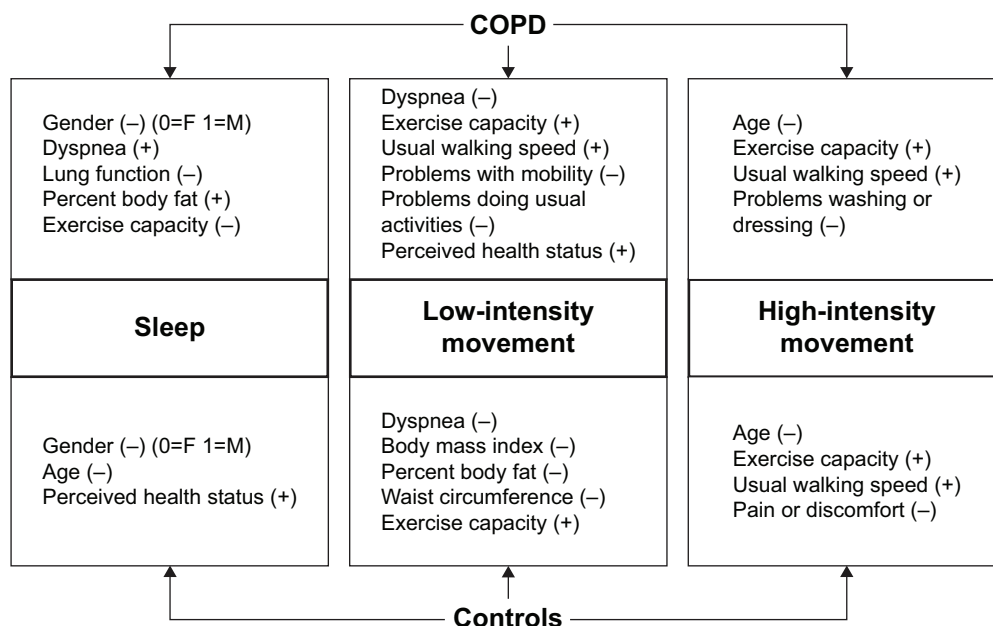 COPD
Gender (–) (0=F 1=M)
Dyspnea (+)
Lung function (–)
Percent body fat (+)
Exercise capacity (–)
Dyspnea (–)
Exercise capacity (+)
Usual walking speed (+)
Problems with mobility (–)
Problems doing usual
activities (–)
Perceived health status (+)
Age (–)
Exercise capacity (+)
Usual walking speed (+)
Problems washing or
dressing (–)
Sleep
Low-intensity
movement
High-intensity
movement
Gender (–) (0=F 1=M)
Age (–)
Perceived health status (+)
Dyspnea (–)
Body mass index (–)
Percent body fat (–)
Waist circumference (–)
Exercise capacity (+)
Age (–)
Exercise capacity (+)
Usual walking speed (+)
Pain or discomfort (–)
Controls